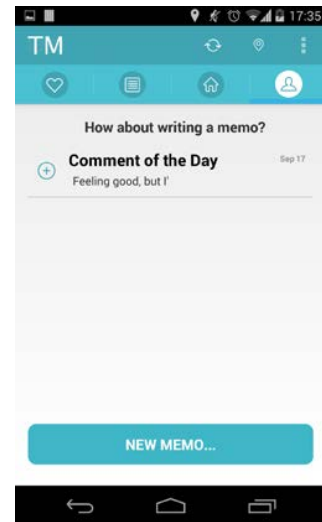 17:35
TM
How about writing a memo?
Comment of the Day
Sep 17
Feeling good, but I'
NEW MEMO...